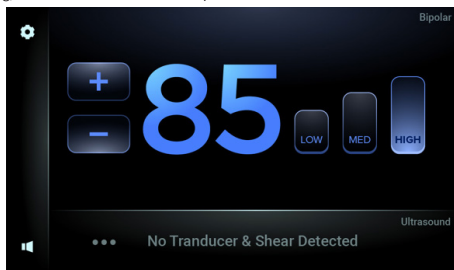 Bipolar
+
85
−
LOW
MED
HIGH
Ultrasound
No Tranducer & Shear Detected